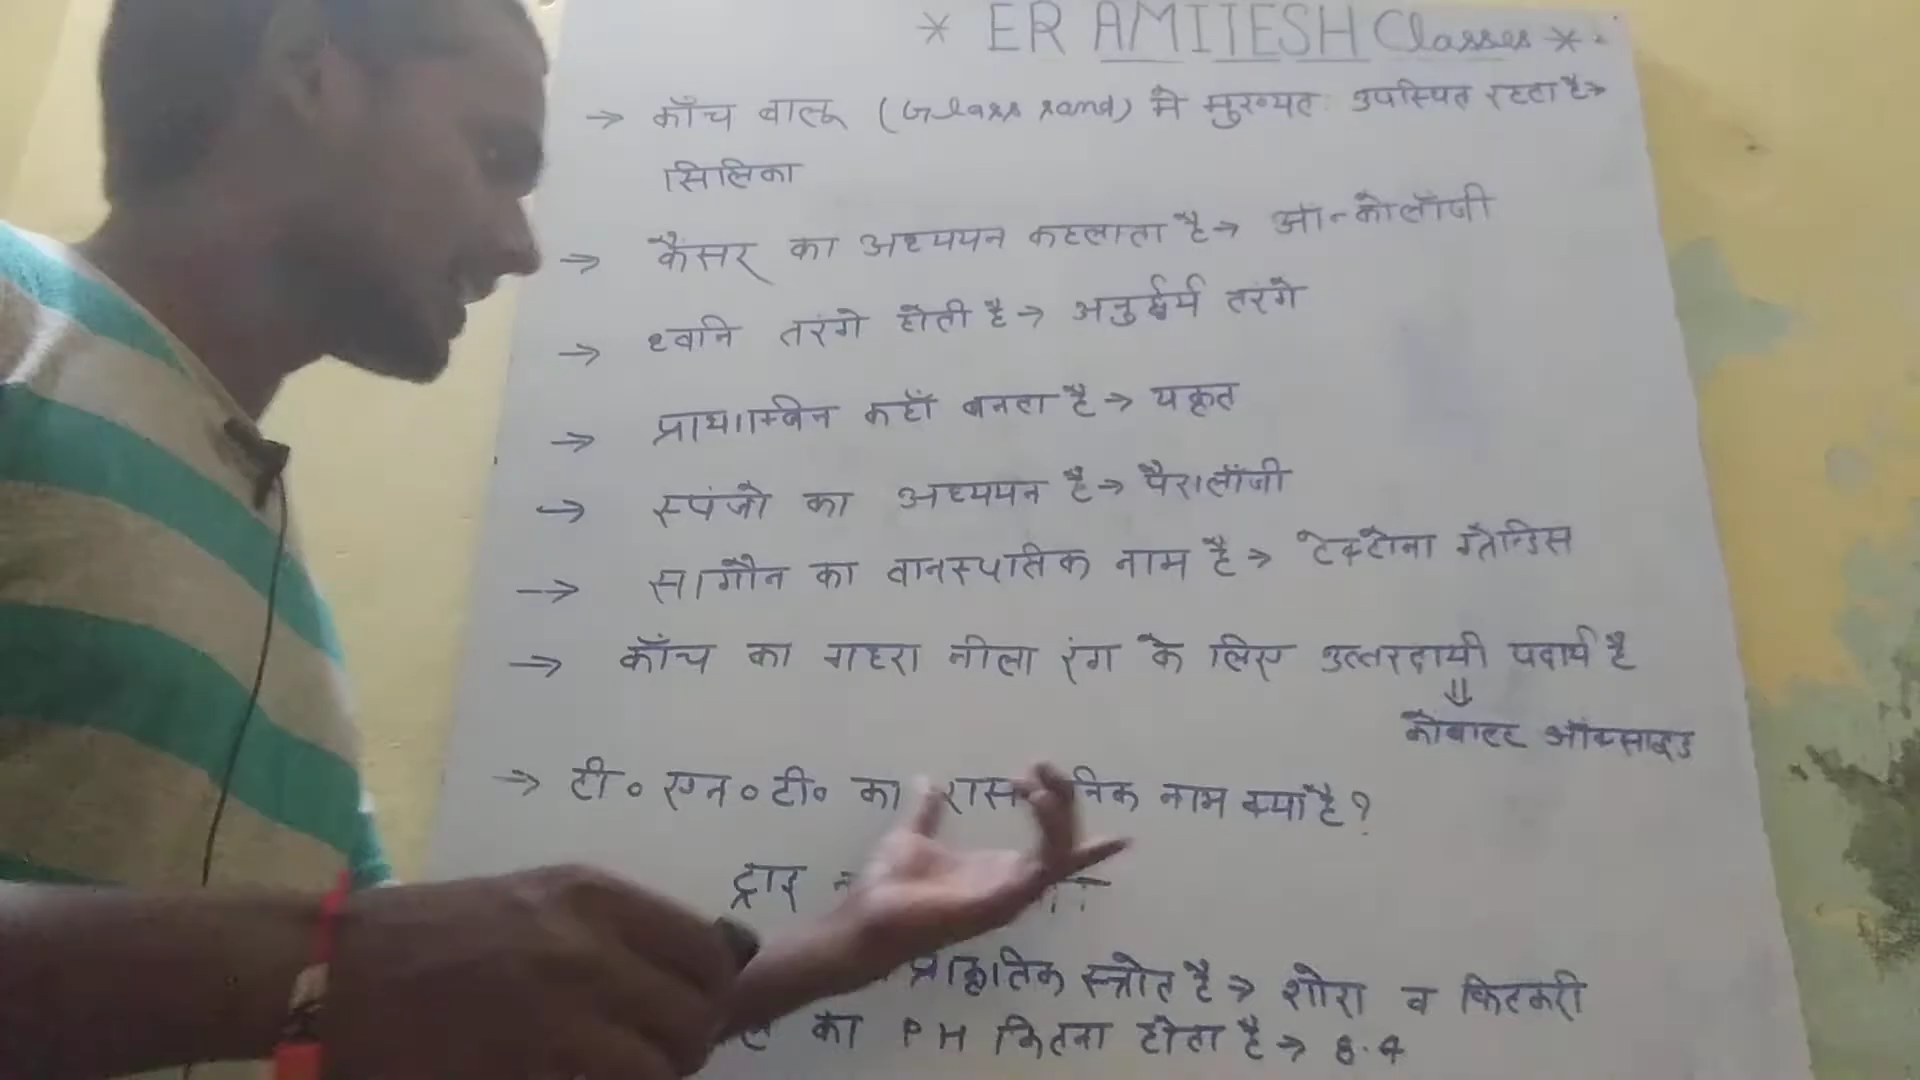 * ER AMITESH Classes *
→ काँच बालू (Glass sand) मे मुख्यतः उपस्थित रहता है→
सिलिका
→ कैंसर का अध्ययन कहलाता है→ ऑन्कोलॉजी
→ ध्वनि तरंगे होती है→ अनुर्द्धर्य तरंगे
→ प्राथाम्बिन कहाँ बनता है→ यकृत
→ स्पंजो का अध्ययन है→ पैरालॉजी
→ सागौन का वानस्पतिक नाम है→ टेक्टोना ग्रैन्डिस
→ काँच का गहरा नीला रंग के लिए उत्तरदायी पदार्थ है
⇓
कोबाल्ट ऑक्साइड
→ टी० एन० टी० का नाम क्या है?
ट्राइ
प्राकृतिक स्त्रोत है→ शोरा व फिटकरी
का PH कितना होता है→ 8.4